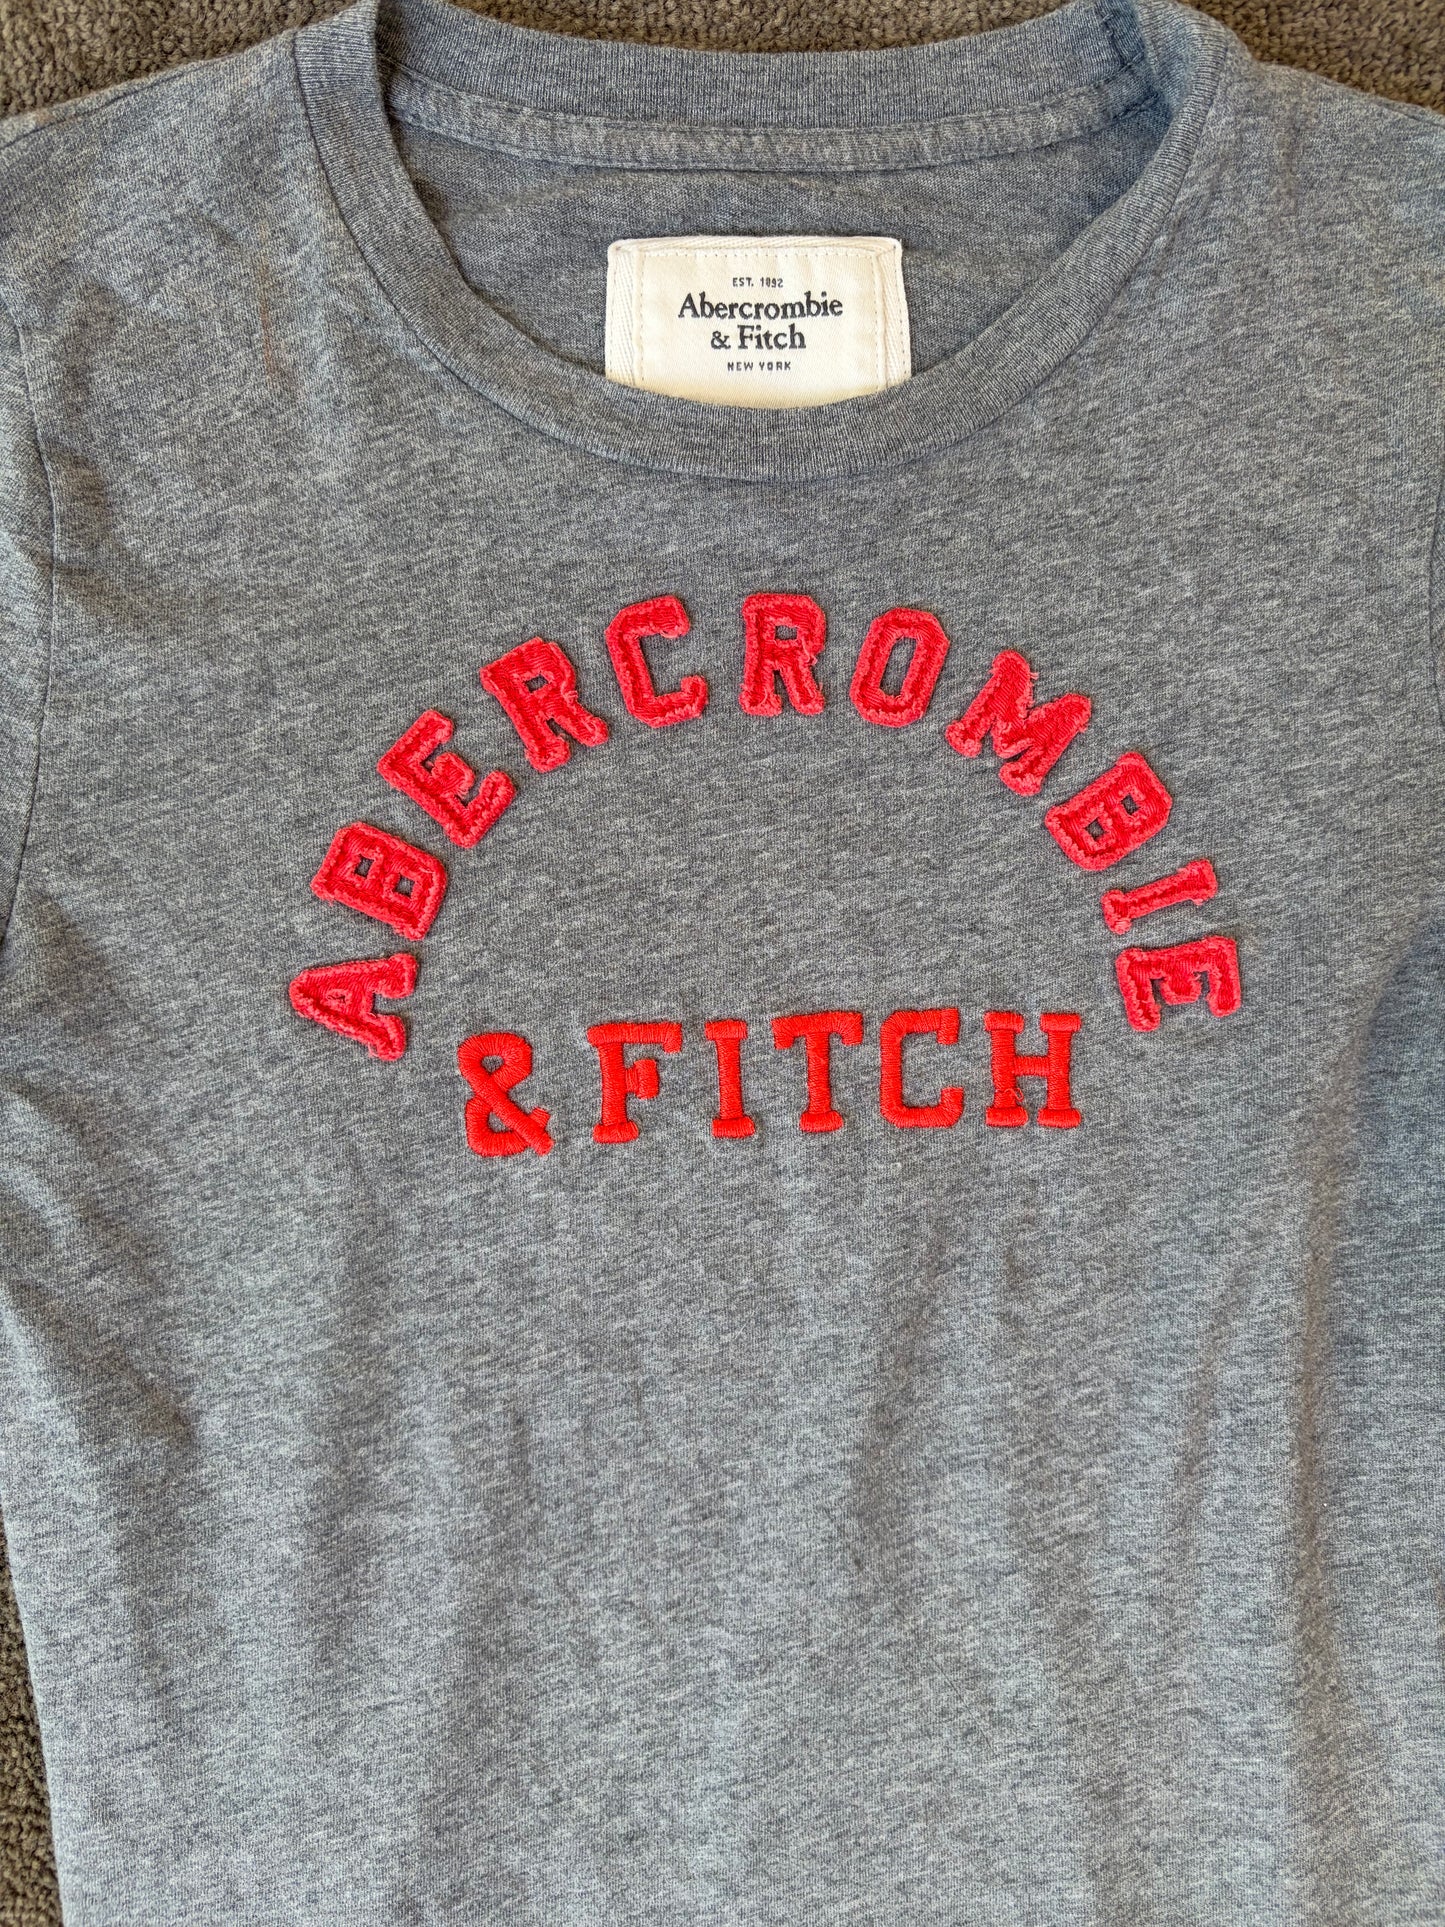 EST. 1892
Abercrombie
& Fitch
NEW YORK
ABERCROMBIE
& FITCH